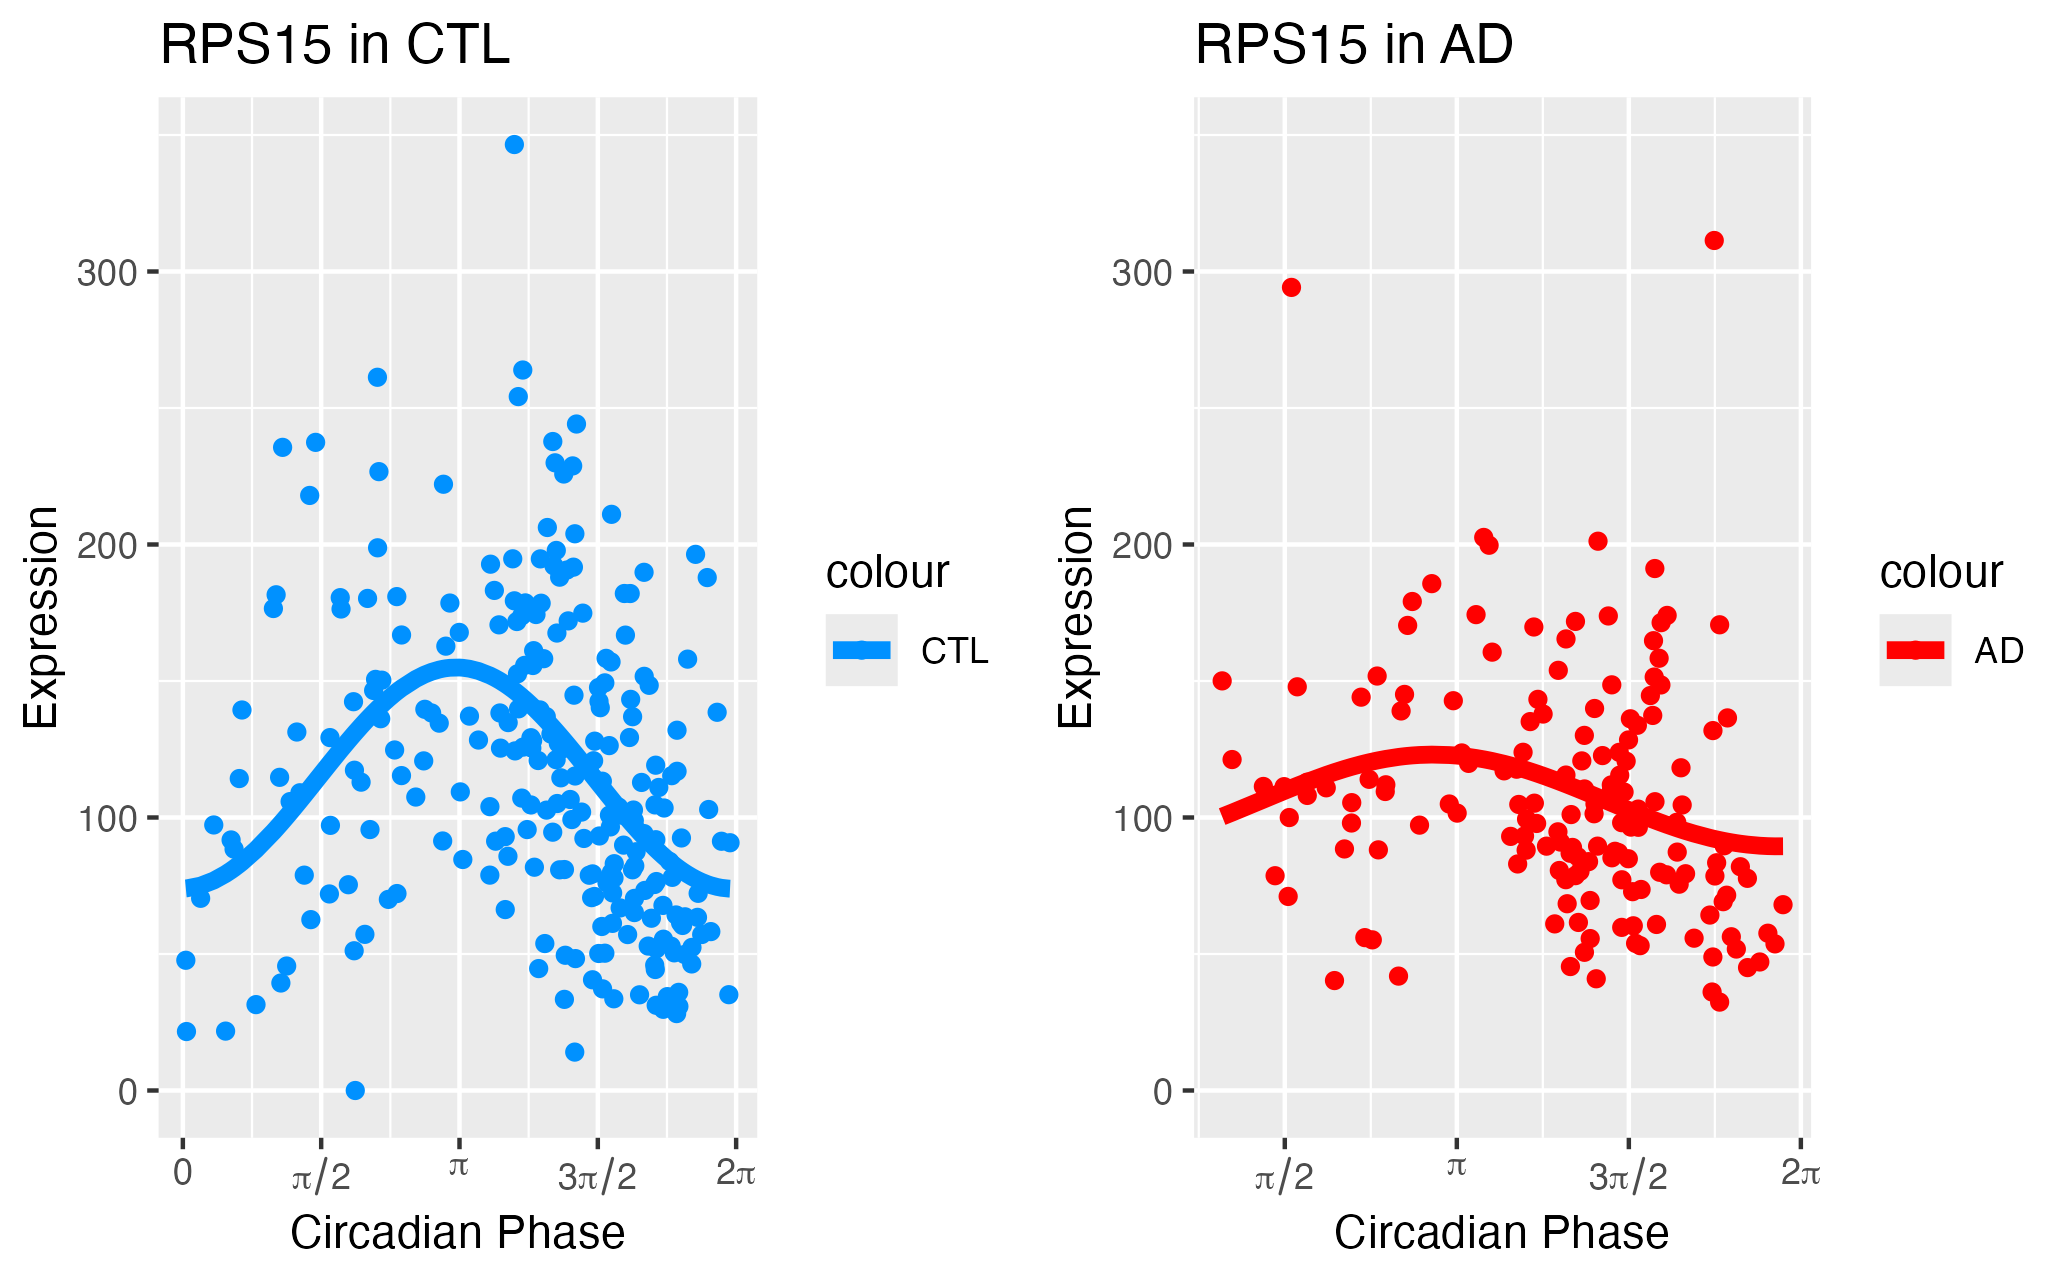 RPS15 in CTL
Expression
300
200
100
0
0 π/2 π 3π/2 2π
Circadian Phase
colour
CTL
RPS15 in AD
Expression
300
200
100
0
π/2 π 3π/2 2π
Circadian Phase
colour
AD